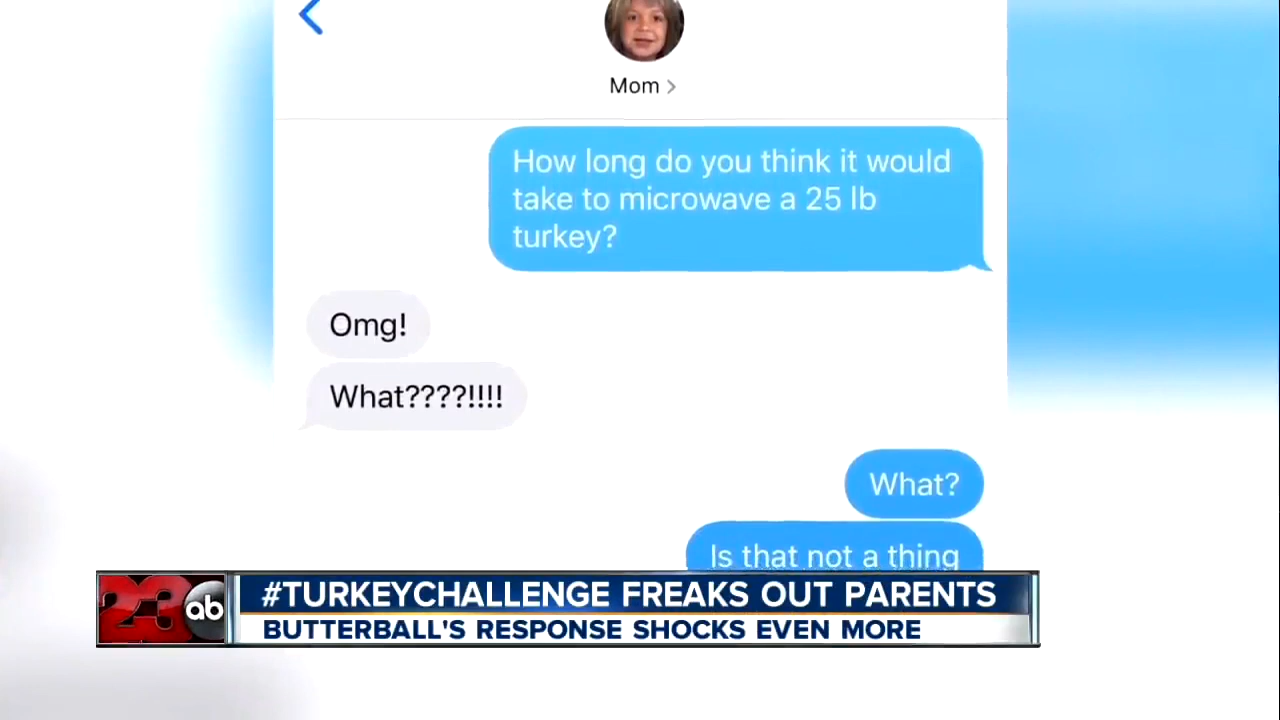 Mom >
How long do you think it would
take to microwave a 25 lb
turkey?
Omg!
What????!!!!
What?
Is that not a thing
23 ab
#TURKEYCHALLENGE FREAKS OUT PARENTS
BUTTERBALL'S RESPONSE SHOCKS EVEN MORE